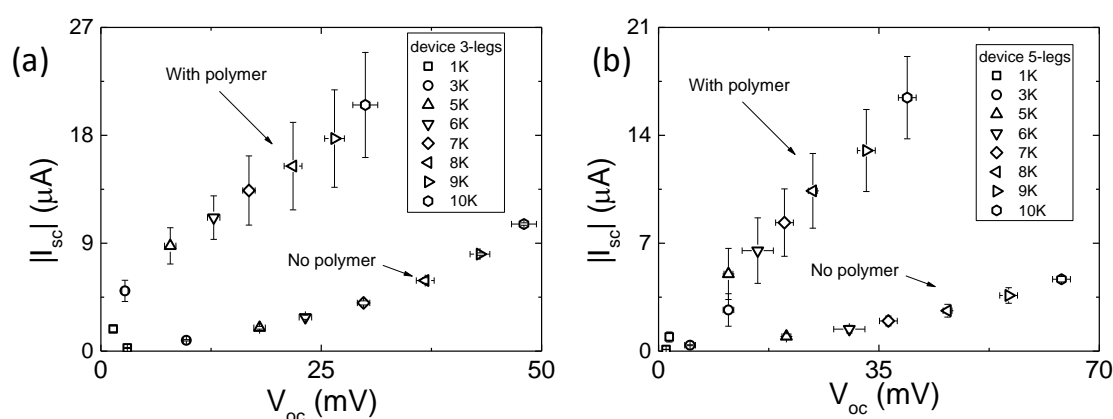 (a)
27
18
9
0
|I_sc| (μA)
0
25
50
V_oc (mV)
With polymer
No polymer
device 3-legs
1K
3K
5K
6K
7K
8K
9K
10K
(b)
21
14
7
0
|I_sc| (μA)
0
35
70
V_oc (mV)
With polymer
No polymer
device 5-legs
1K
3K
5K
6K
7K
8K
9K
10K